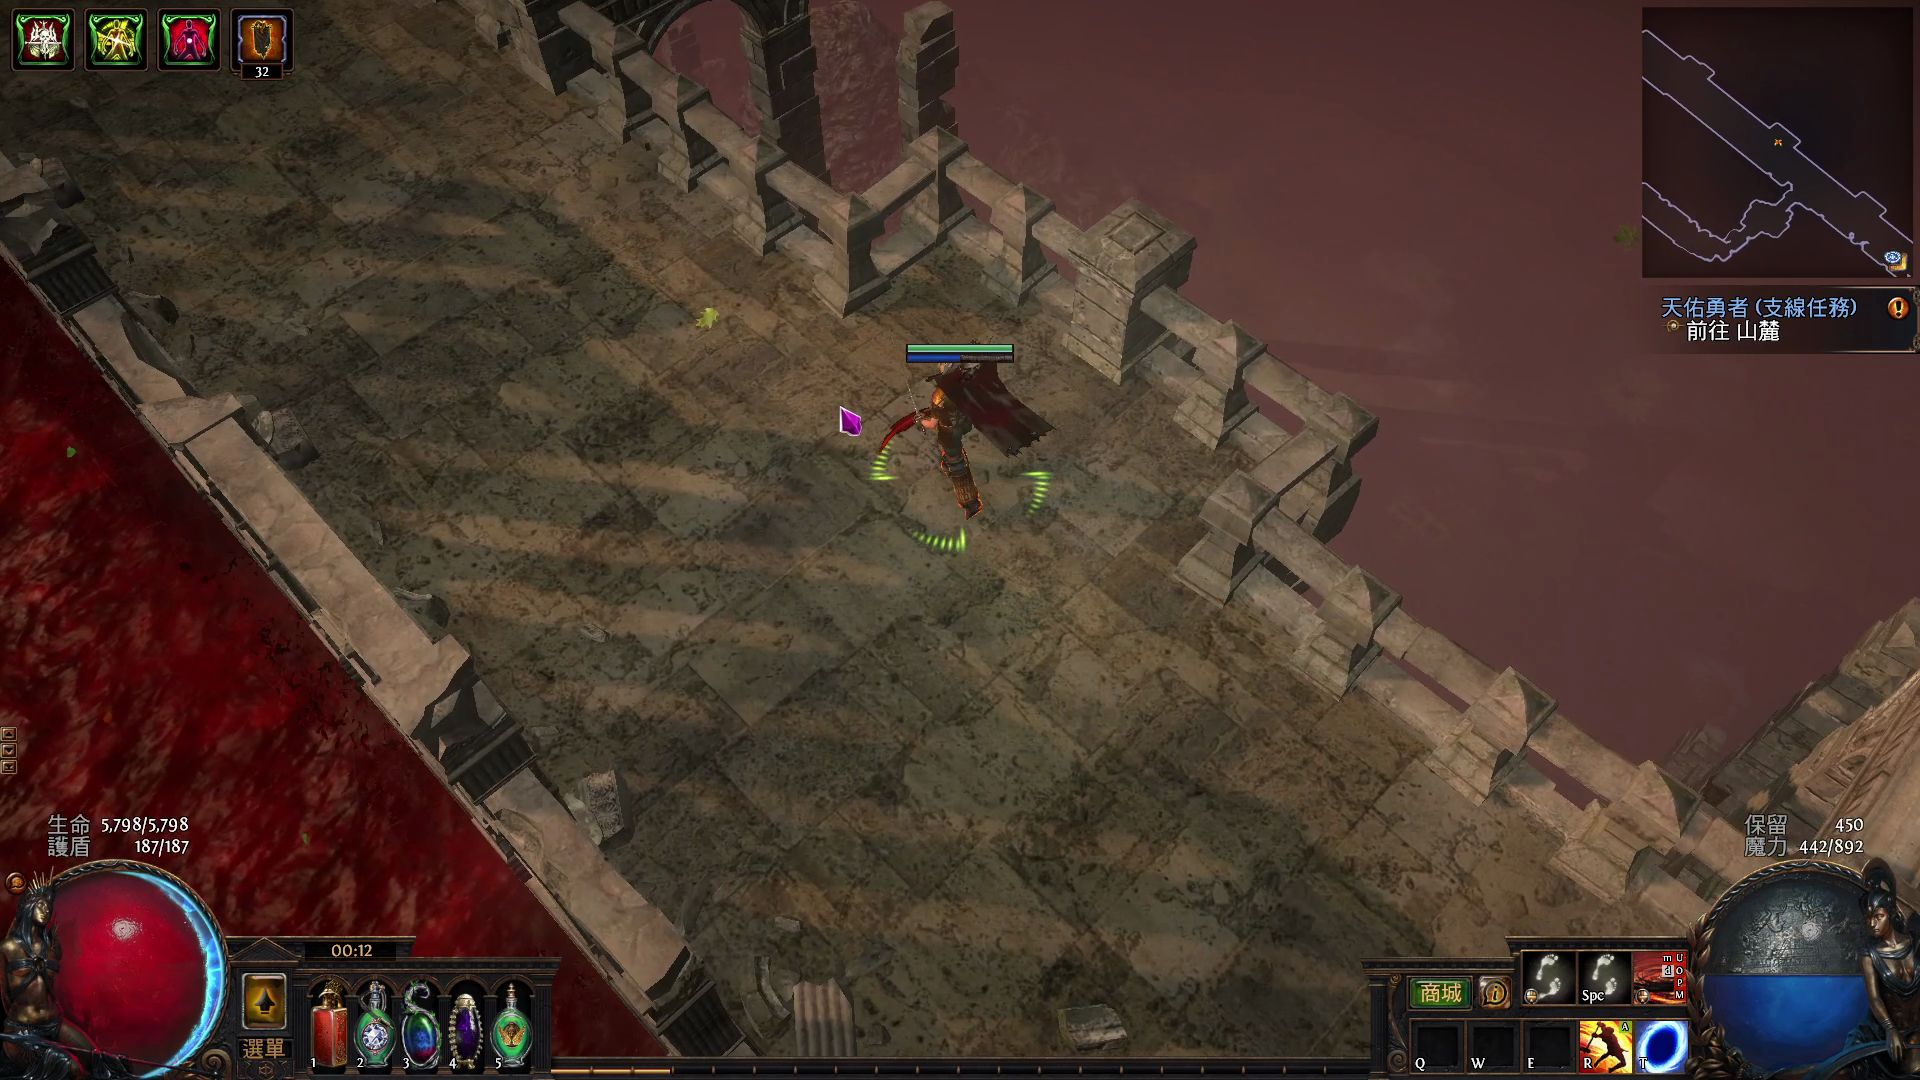 32
天佑勇者 (支線任務)
前往 山麓
生命 5,798/5,798
護盾 187/187
保留 450
魔力 442/892
00:12
選單
1
2
3
4
5
商城
Spc
m U
d O
P
M
Q
W
E
R
A
T